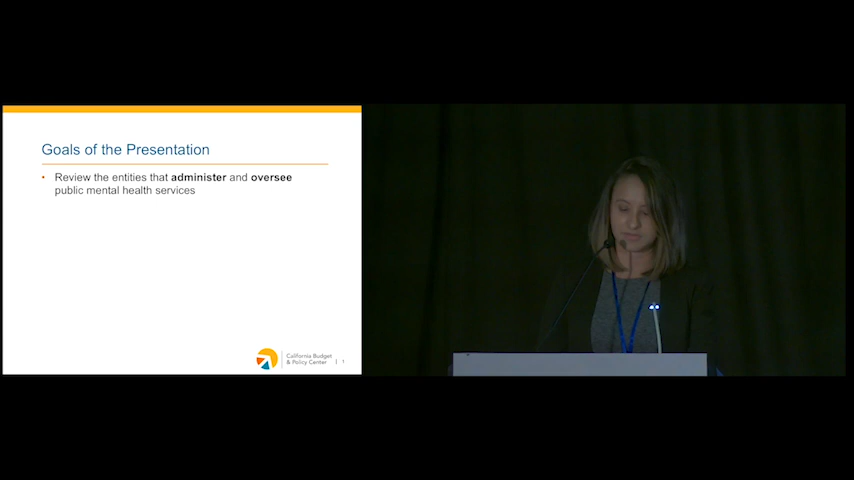 Goals of the Presentation
• Review the entities that administer and oversee
public mental health services
California Budget
& Policy Center | 1